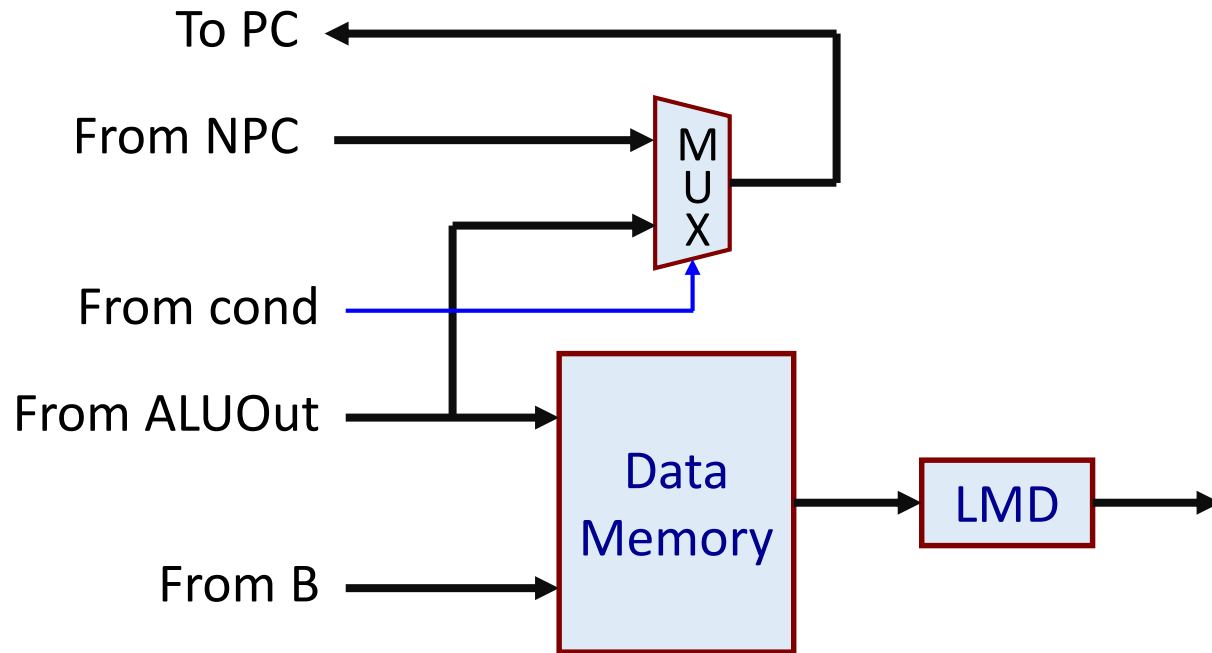 To PC
From NPC
M
U
X
From cond
From ALUOut
Data
Memory
LMD
From B